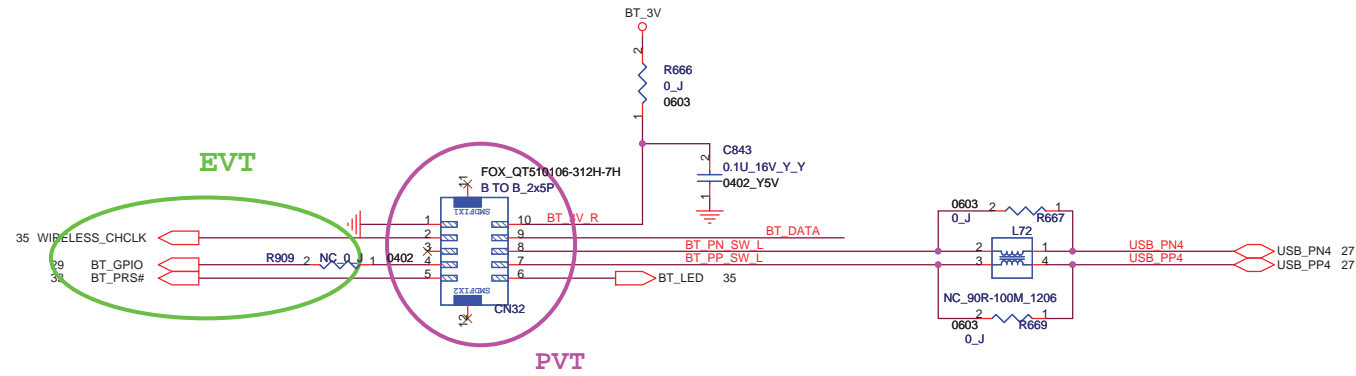 BT_3V
2
R666
0_J
0603
1
C843
2
0.1U_16V_Y_Y
0402_Y5V
1
EVT
FOX_QT510106-312H-7H
B TO B_2x5P
11
SMDFIX1
1 10 BT_3V_R
35 WIRELESS_CHCLK 2 9 BT_DATA
3 8 BT_PN_SW_L
29 BT_GPIO R909 2 NC_0_J 1 0402 4 7 BT_PP_SW_L
BT_PRS# 5 6 BT_LED 35
SMDFIX2
CN32
12
PVT
0603 2 1
0_J R667
L72
2 1 USB_PN4 USB_PN4 27
3 4 USB_PP4 USB_PP4 27
NC_90R-100M_1206
2 1
0603 R669
0_J